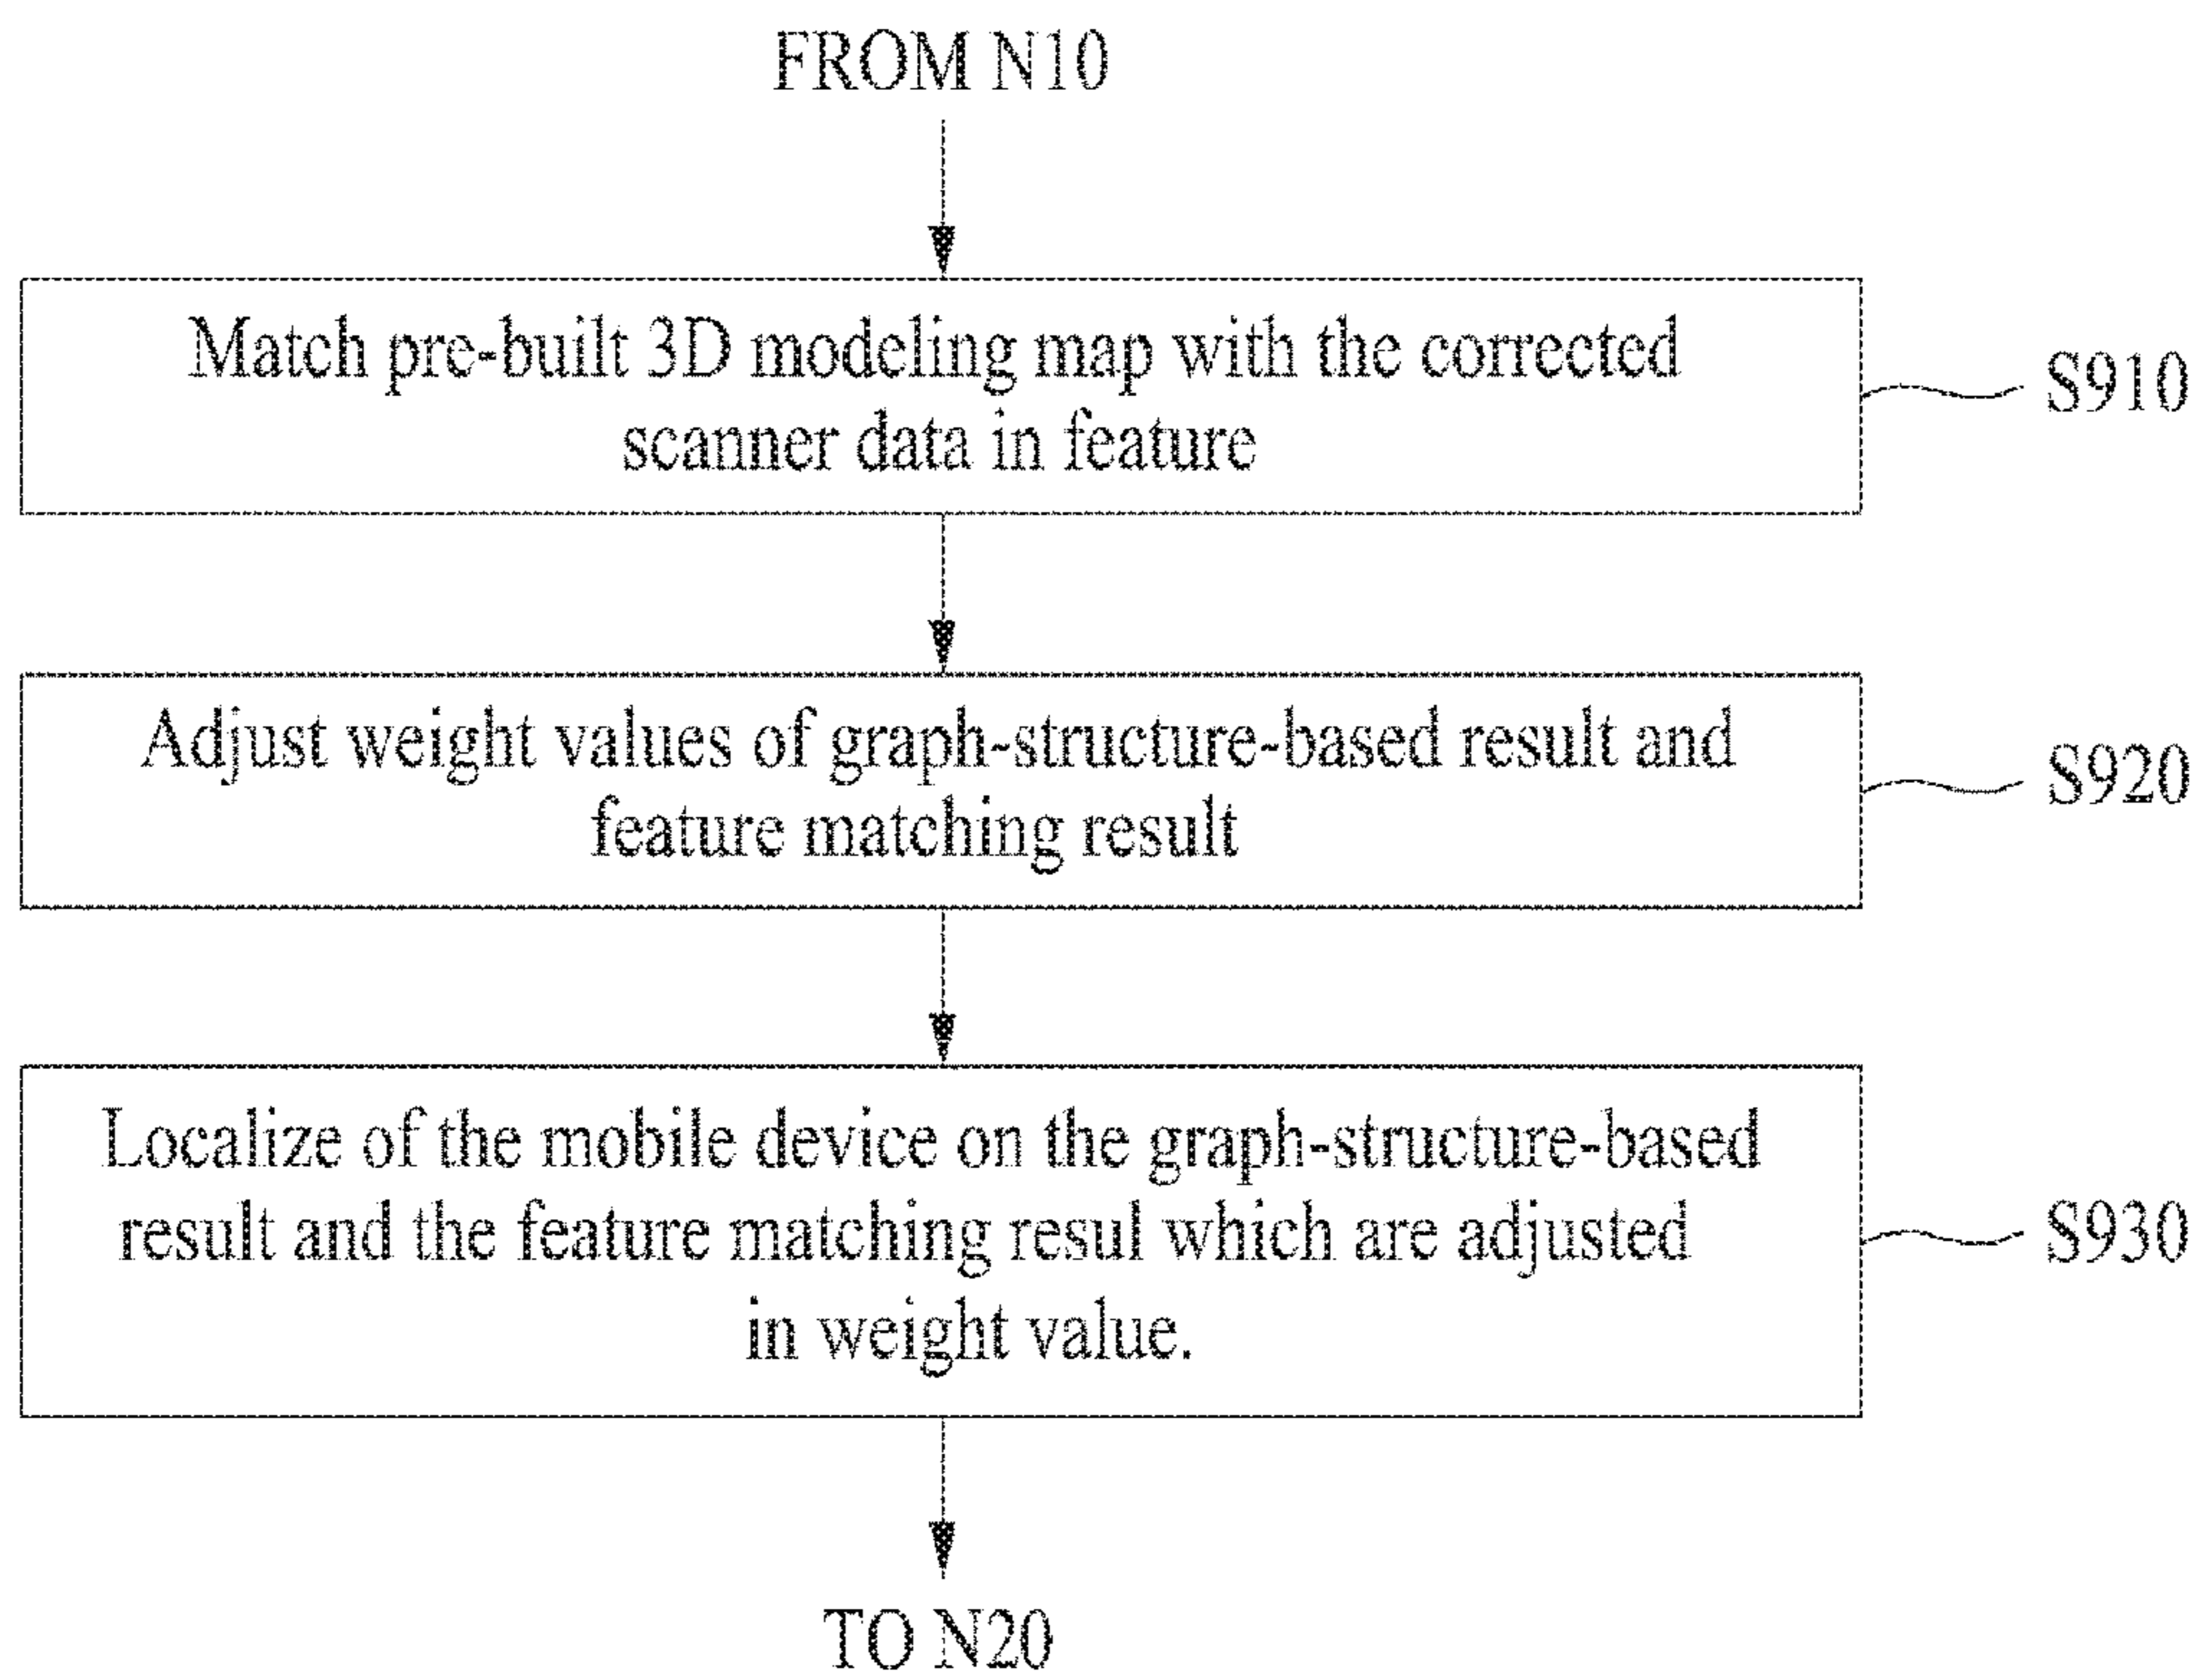 FROM N10
Match pre-built 3D modeling map with the corrected
scanner data in feature
S910
Adjust weight values of graph-structure-based result and
feature matching result
S920
Localize of the mobile device on the graph-structure-based
result and the feature matching resul which are adjusted
in weight value.
S930
TO N20